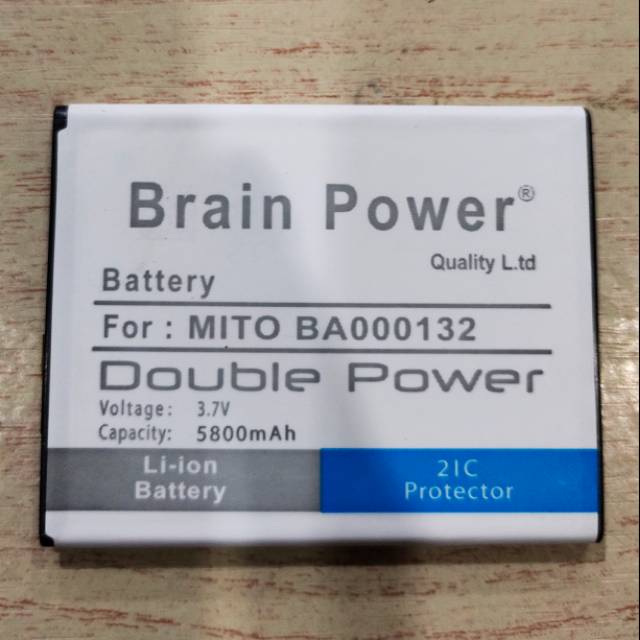 Brain Power®
Quality L.td
Battery
For : MITO BA000132
Double Power
Voltage: 3.7V
Capacity: 5800mAh
Li-ion
Battery
2IC
Protector